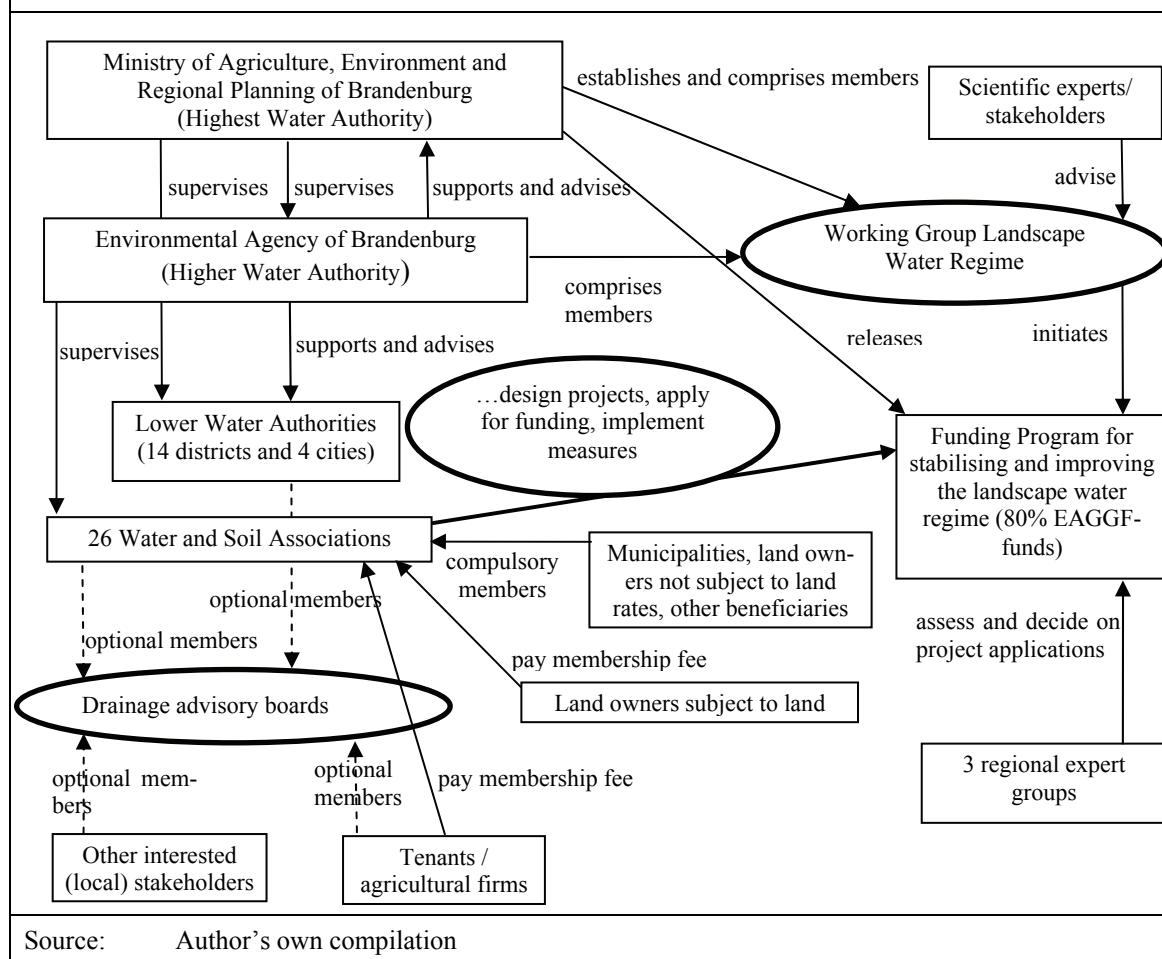 Ministry of Agriculture, Environment and
Regional Planning of Brandenburg
(Highest Water Authority)
establishes and comprises members
Scientific experts/
stakeholders
supervises
supervises
supports and advises
advise
Environmental Agency of Brandenburg
(Higher Water Authority)
Working Group Landscape
Water Regime
comprises
members
releases
initiates
supervises
supports and advises
…design projects, apply
for funding, implement
measures
Lower Water Authorities
(14 districts and 4 cities)
Funding Program for
stabilising and improving
the landscape water
regime (80% EAGGF-
funds)
26 Water and Soil Associations
compulsory
members
Municipalities, land own-
ers not subject to land
rates, other beneficiaries
optional members
optional members
assess and decide on
project applications
pay membership fee
Land owners subject to land
Drainage advisory boards
optional mem-
bers
optional
members
pay membership fee
3 regional expert
groups
Other interested
(local) stakeholders
Tenants /
agricultural firms
Source: Author's own compilation